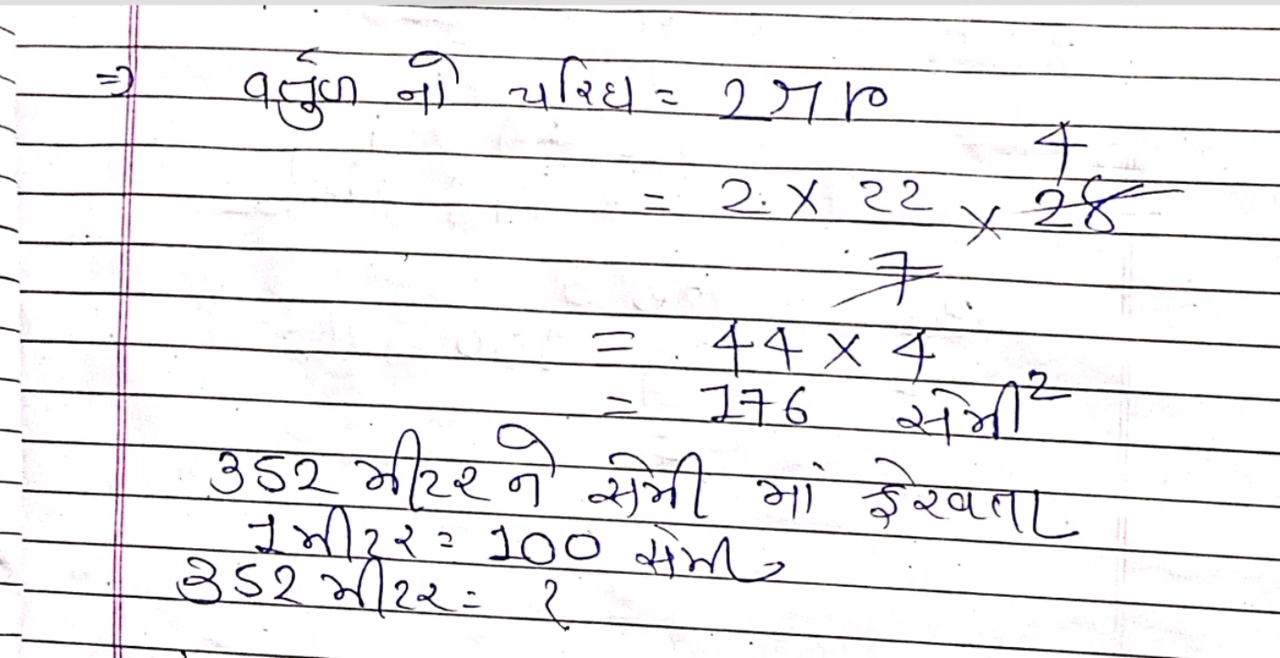 ⇒ વર્તુળ નો પરિઘ = 2πr
4
= 2 × 22 × 28
7
= 44 × 4
= 176 સેમી²
352 મીટર ને સેમી માં ફેરવતા
1 મીટર = 100 સેમી
352 મીટર = ?